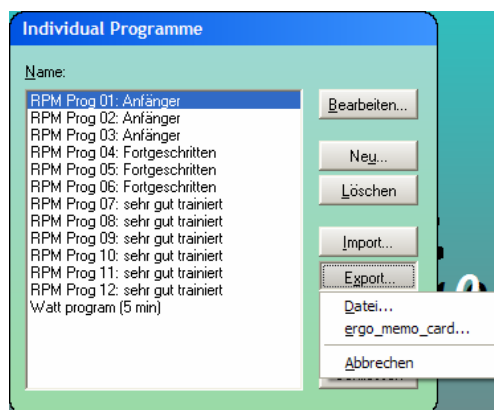 Individual Programme
Name:
RPM Prog 01: Anfänger
RPM Prog 02: Anfänger
RPM Prog 03: Anfänger
RPM Prog 04: Fortgeschritten
RPM Prog 05: Fortgeschritten
RPM Prog 06: Fortgeschritten
RPM Prog 07: sehr gut trainiert
RPM Prog 08: sehr gut trainiert
RPM Prog 09: sehr gut trainiert
RPM Prog 10: sehr gut trainiert
RPM Prog 11: sehr gut trainiert
RPM Prog 12: sehr gut trainiert
Watt program (5 min)
Bearbeiten...
Neu...
Löschen
Import...
Export...
Datei...
ergo_memo_card...
Abbrechen